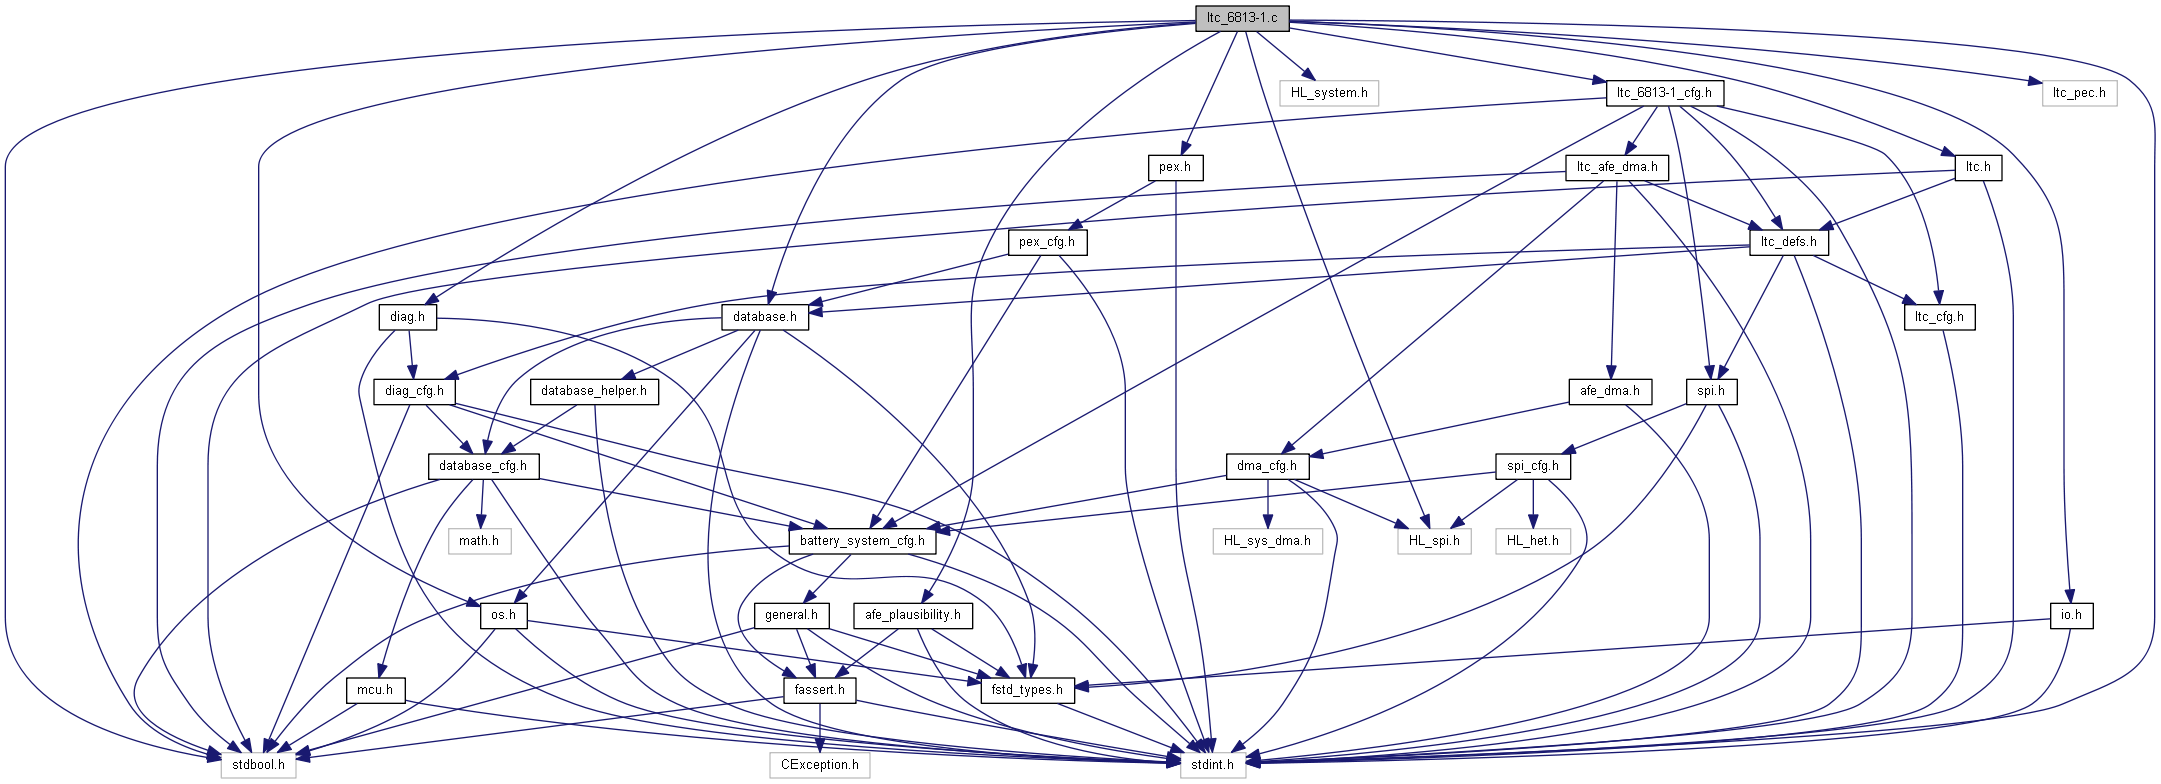 ltc_6813-1.c
HL_system.h
ltc_6813-1_cfg.h
ltc_pec.h
pex.h
ltc_afe_dma.h
ltc.h
pex_cfg.h
ltc_defs.h
diag.h
database.h
ltc_cfg.h
diag_cfg.h
database_helper.h
afe_dma.h
spi.h
database_cfg.h
dma_cfg.h
spi_cfg.h
math.h
battery_system_cfg.h
HL_sys_dma.h
HL_spi.h
HL_het.h
os.h
general.h
afe_plausibility.h
io.h
mcu.h
fassert.h
fstd_types.h
stdbool.h
CException.h
stdint.h